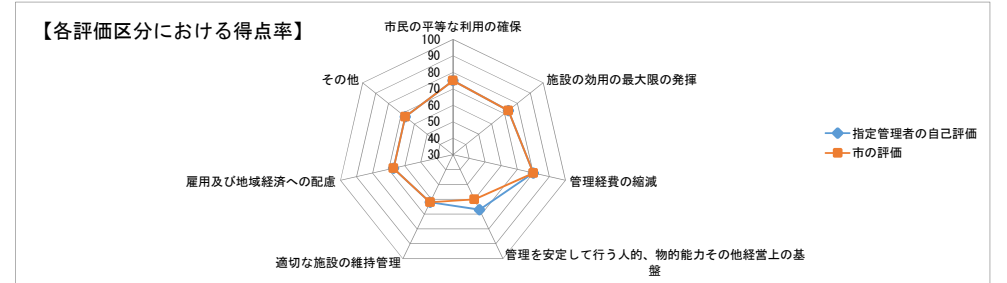 【各評価区分における得点率】
市民の平等な利用の確保
100
90
80
70
60
50
40
30
その他
施設の効用の最大限の発揮
指定管理者の自己評価
市の評価
雇用及び地域経済への配慮
管理経費の縮減
適切な施設の維持管理
管理を安定して行う人的、物的能力その他経営上の基
盤